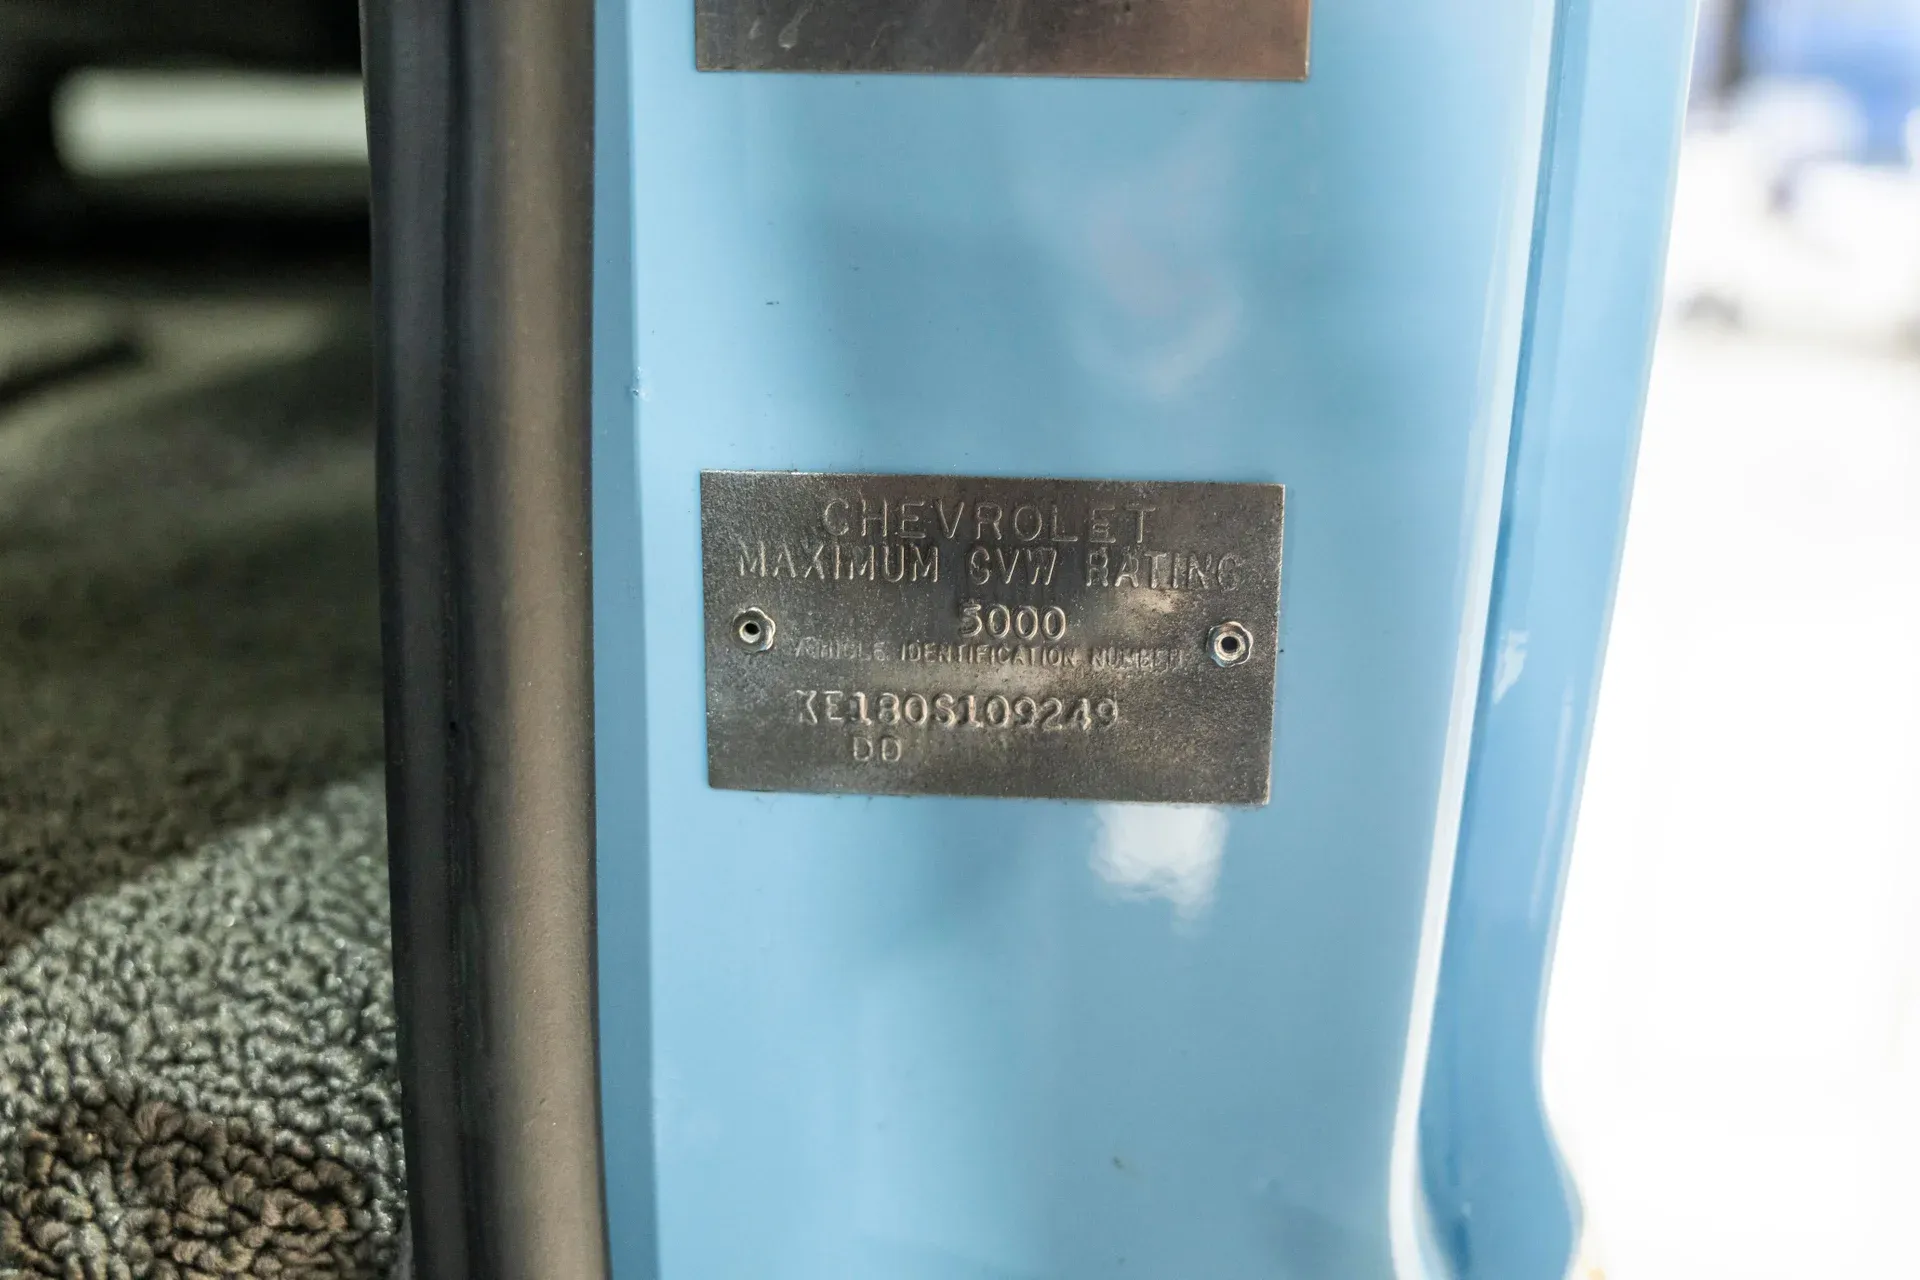 CHEVROLET
MAXIMUM GVW RATING
5000
VEHICLE IDENTIFICATION NUMBER
KE180S109249
DD